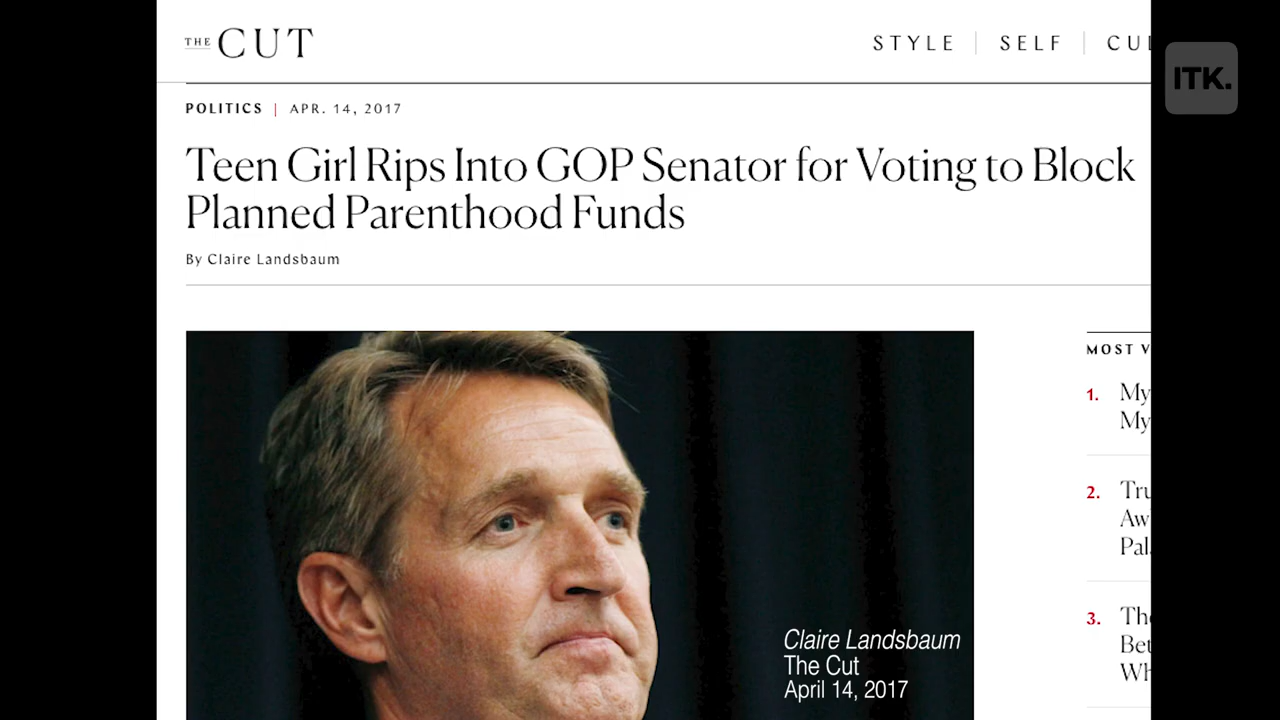 THE CUT
STYLE | SELF | CUL
ITK.
POLITICS | APR. 14, 2017
Teen Girl Rips Into GOP Senator for Voting to Block
Planned Parenthood Funds
By Claire Landsbaum
MOST V
1. My
My
2. Tru
Aw
Pal
3. The
Bet
Wh
Claire Landsbaum
The Cut
April 14, 2017